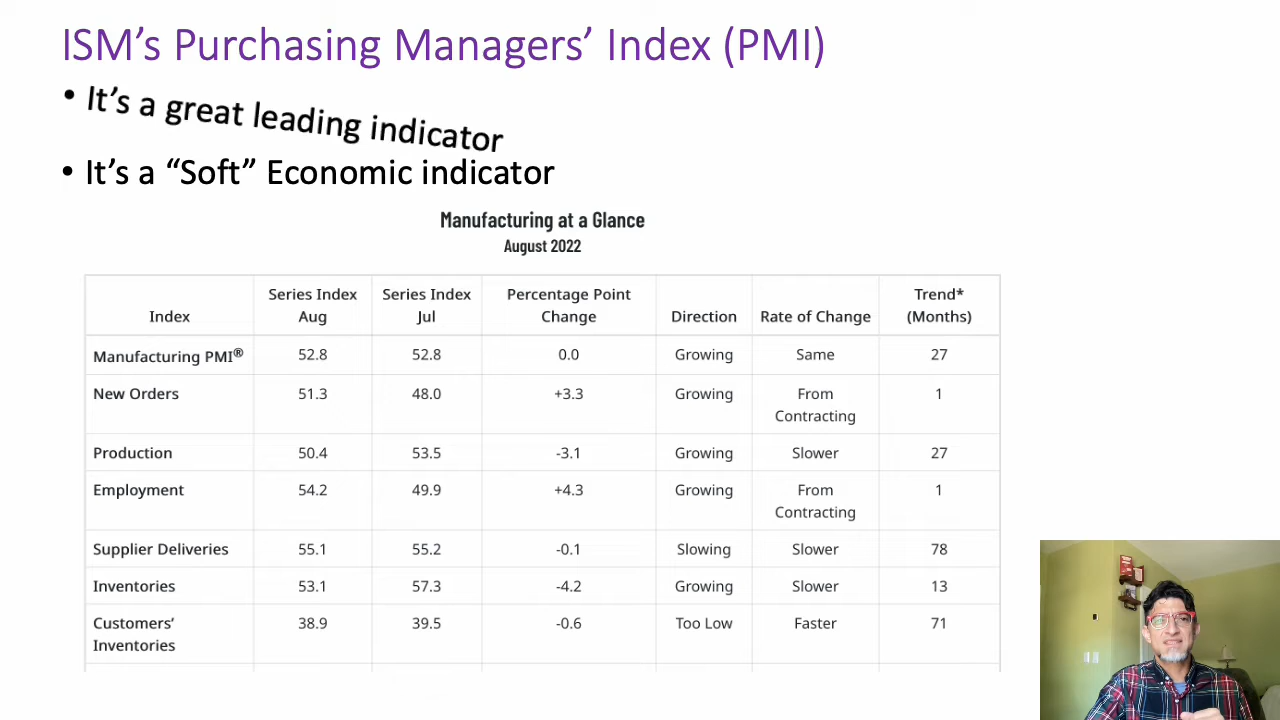 ISM’s Purchasing Managers’ Index (PMI)
• It’s a great leading indicator
• It’s a “Soft” Economic indicator
Manufacturing at a Glance
August 2022
Index Series Index Aug Series Index Jul Percentage Point Change Direction Rate of Change Trend* (Months)
Manufacturing PMI® 52.8 52.8 0.0 Growing Same 27
New Orders 51.3 48.0 +3.3 Growing From Contracting 1
Production 50.4 53.5 -3.1 Growing Slower 27
Employment 54.2 49.9 +4.3 Growing From Contracting 1
Supplier Deliveries 55.1 55.2 -0.1 Slowing Slower 78
Inventories 53.1 57.3 -4.2 Growing Slower 13
Customers’ Inventories 38.9 39.5 -0.6 Too Low Faster 71